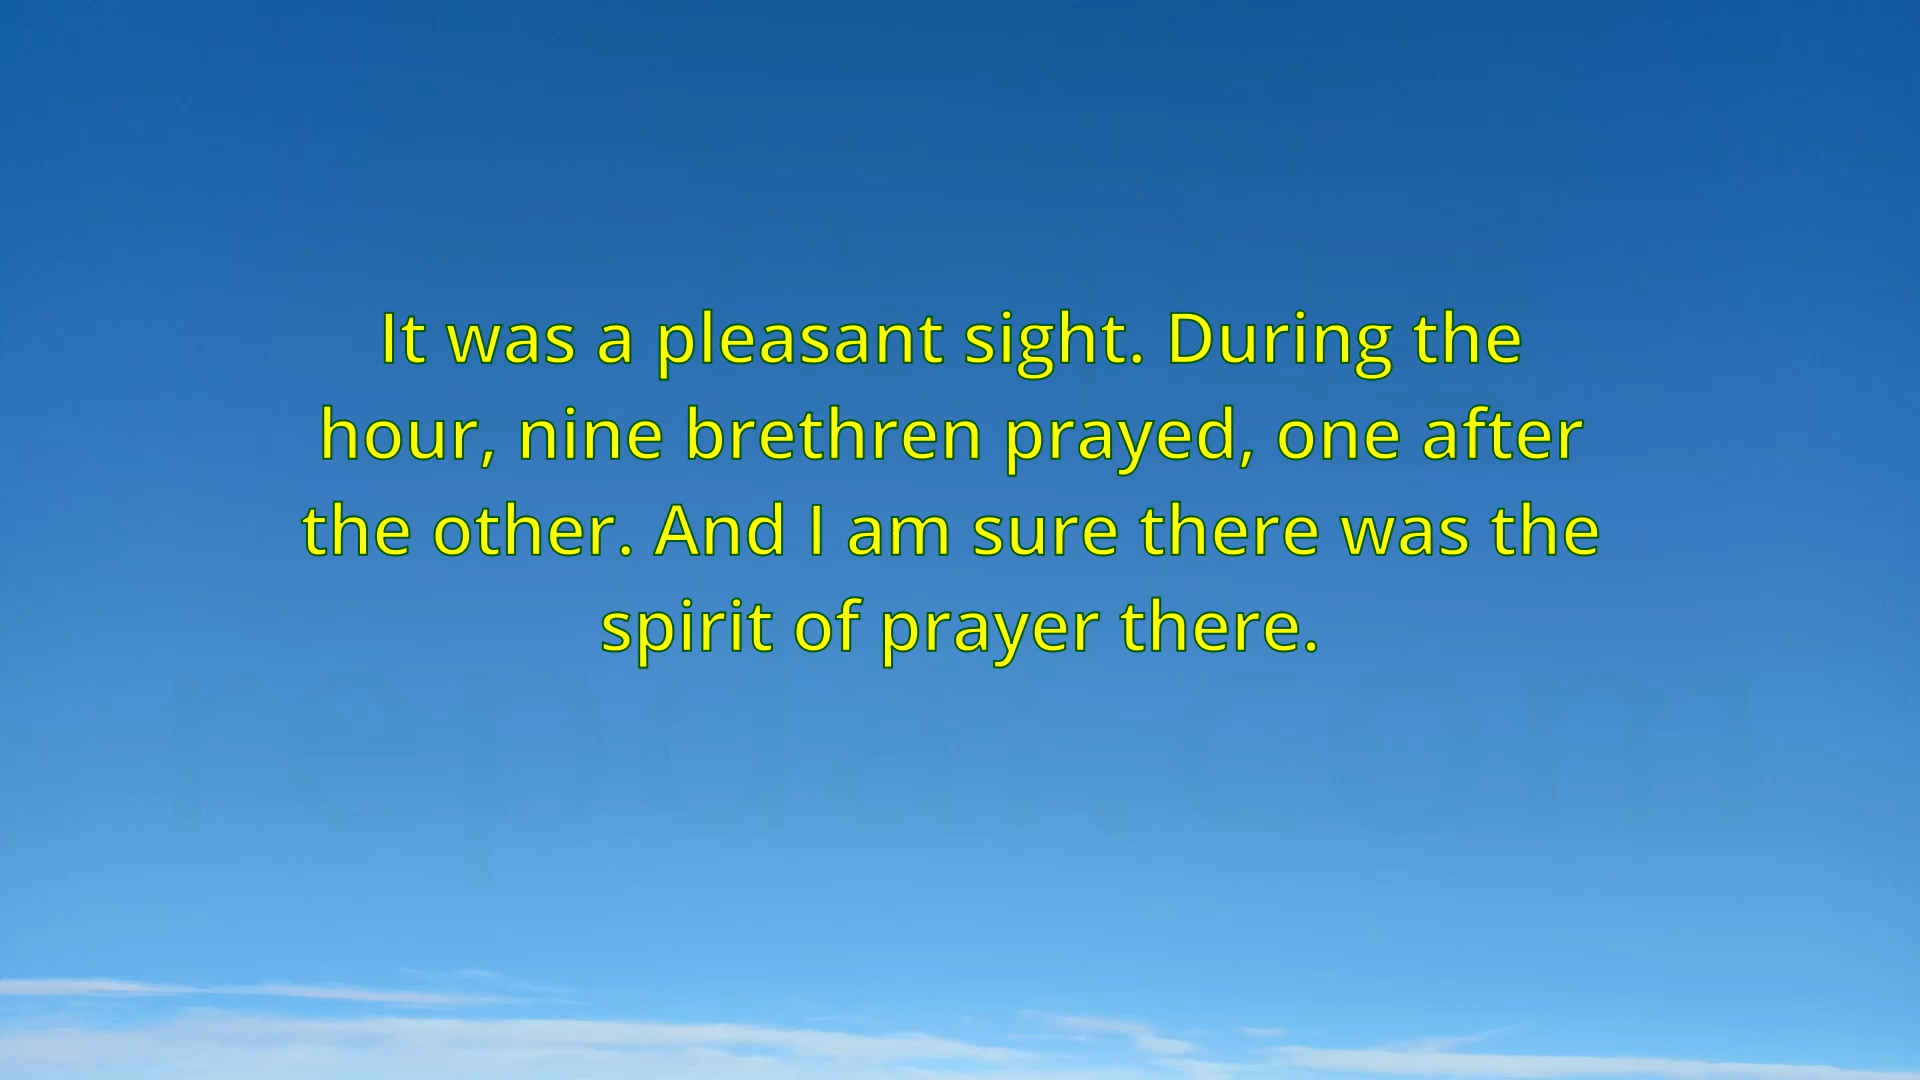 It was a pleasant sight. During the
hour, nine brethren prayed, one after
the other. And I am sure there was the
spirit of prayer there.